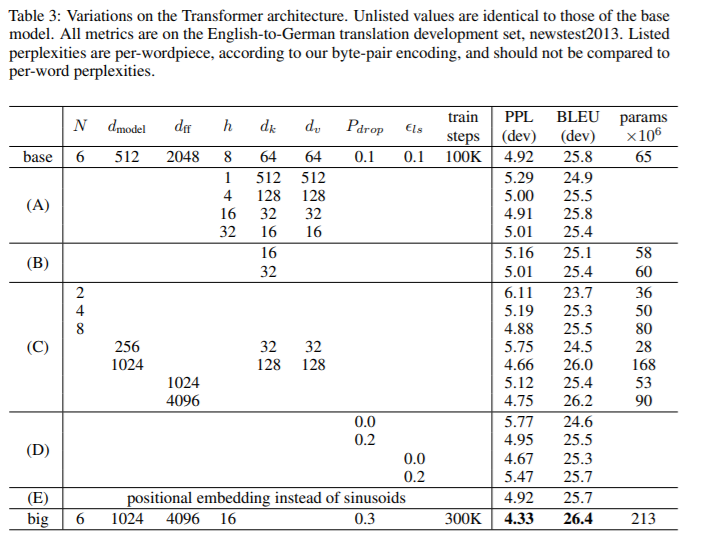 Table 3: Variations on the Transformer architecture. Unlisted values are identical to those of the base
model. All metrics are on the English-to-German translation development set, newstest2013. Listed
perplexities are per-wordpiece, according to our byte-pair encoding, and should not be compared to
per-word perplexities.
N d_model d_ff h d_k d_v P_drop ϵ_ls train steps PPL (dev) BLEU (dev) params ×10^6
base 6 512 2048 8 64 64 0.1 0.1 100K 4.92 25.8 65
(A)
1 512 512 5.29 24.9
4 128 128 5.00 25.5
16 32 32 4.91 25.8
32 16 16 5.01 25.4
(B)
16 5.16 25.1 58
32 5.01 25.4 60
(C)
2 6.11 23.7 36
4 5.19 25.3 50
8 4.88 25.5 80
256 32 32 5.75 24.5 28
1024 128 128 4.66 26.0 168
1024 5.12 25.4 53
4096 4.75 26.2 90
(D)
0.0 5.77 24.6
0.2 4.95 25.5
0.0 4.67 25.3
0.2 5.47 25.7
(E) positional embedding instead of sinusoids 4.92 25.7
big 6 1024 4096 16 0.3 300K 4.33 26.4 213